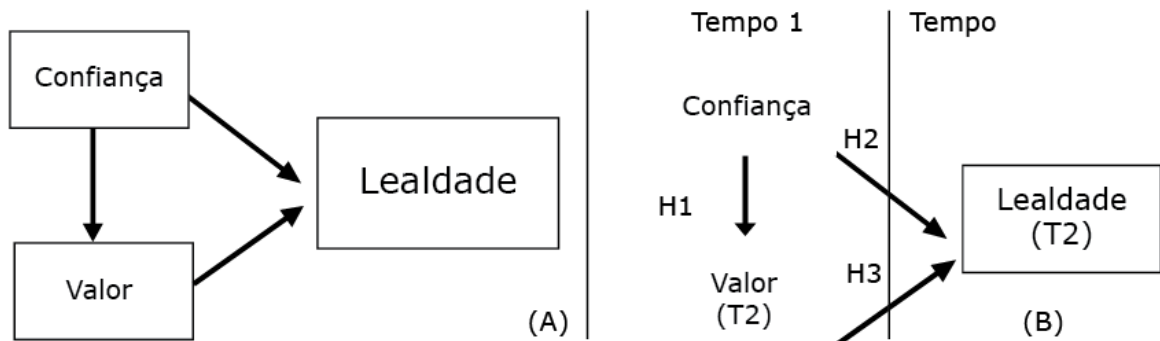 Confiança
Lealdade
Valor
(A)
Tempo 1
Tempo
Confiança
H2
H1
Lealdade
(T2)
H3
Valor
(T2)
(B)